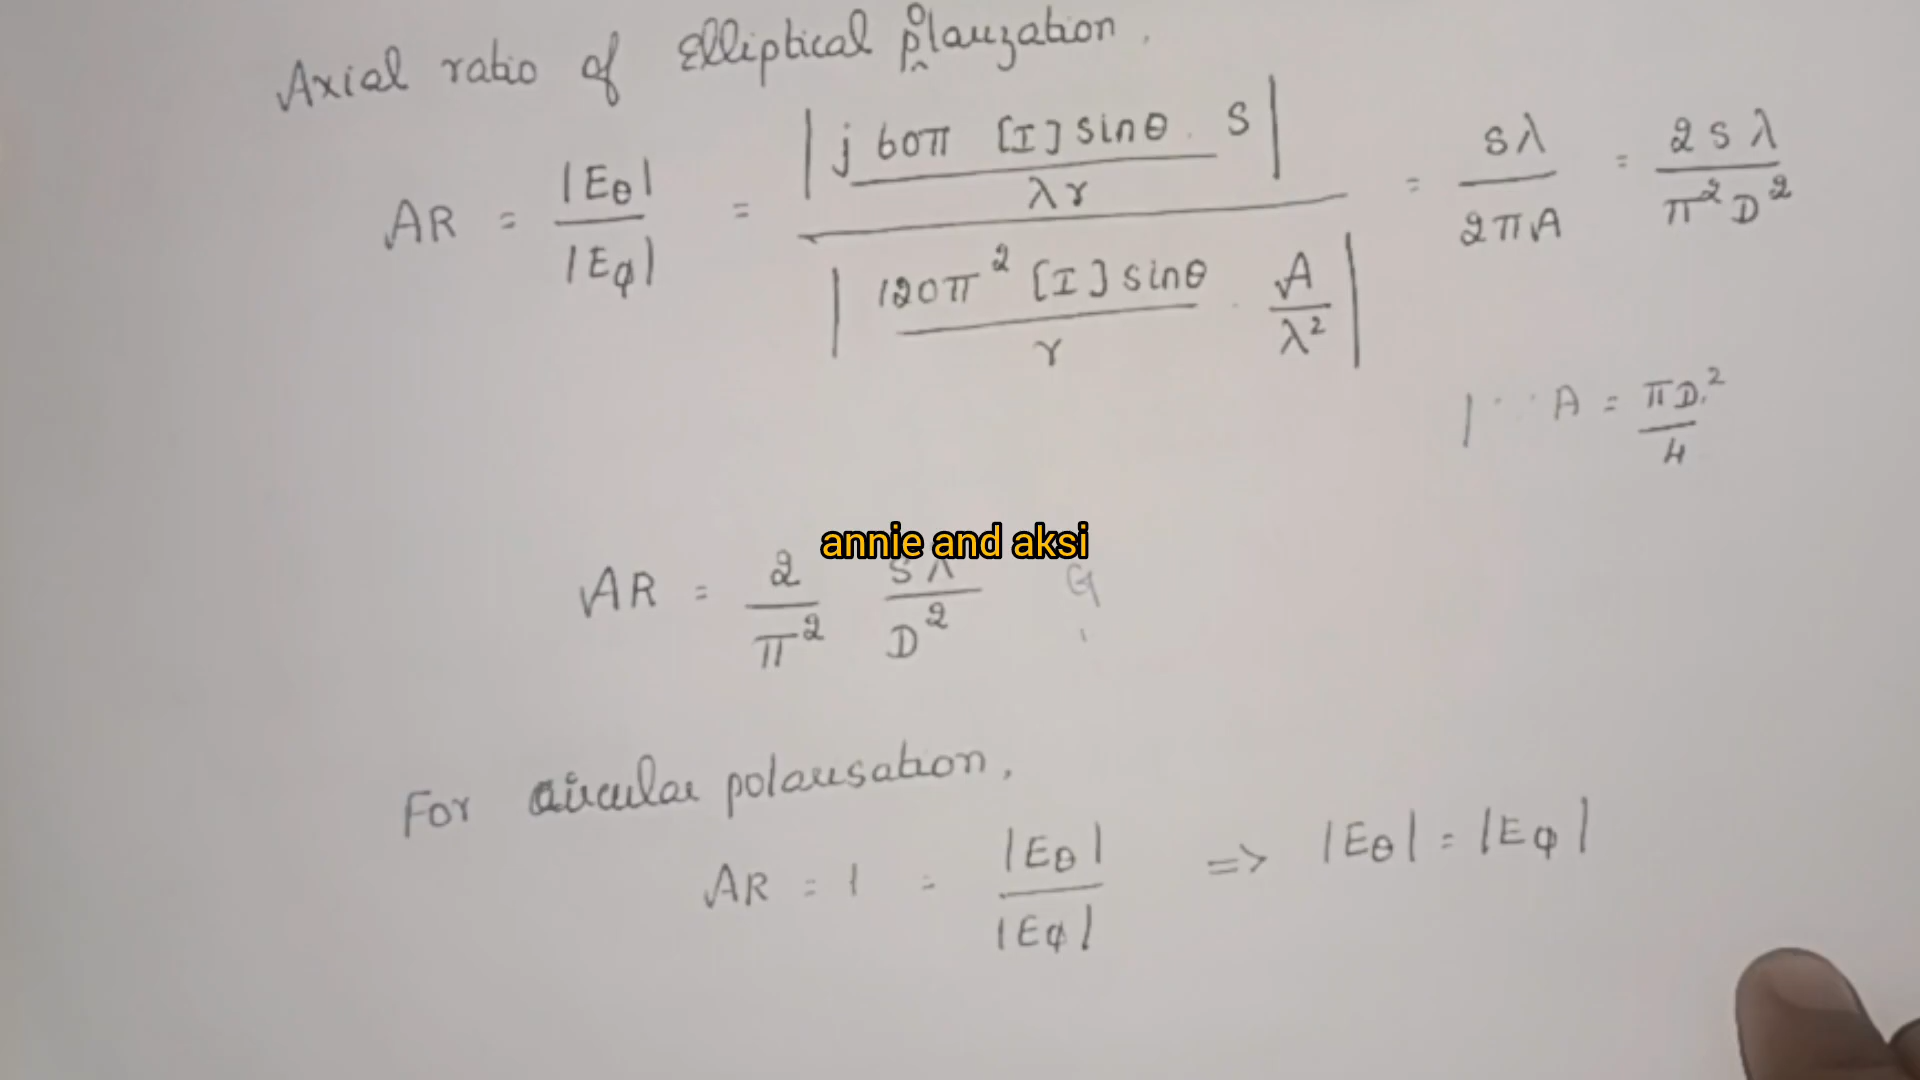 Axial ratio of Elliptical polarization.
AR = |Eθ| / |Eφ| = |j 60π [I] sinθ . S / λr| / |120π² [I] sinθ / r . A / λ²| = Sλ / 2πA = 2Sλ / π²D²
| ∵ A = πD² / 4
annie and aksi
AR = 2 / π² Sλ / D²
For circular polarisation,
AR = 1 = |Eθ| / |Eφ| => |Eθ| = |Eφ|